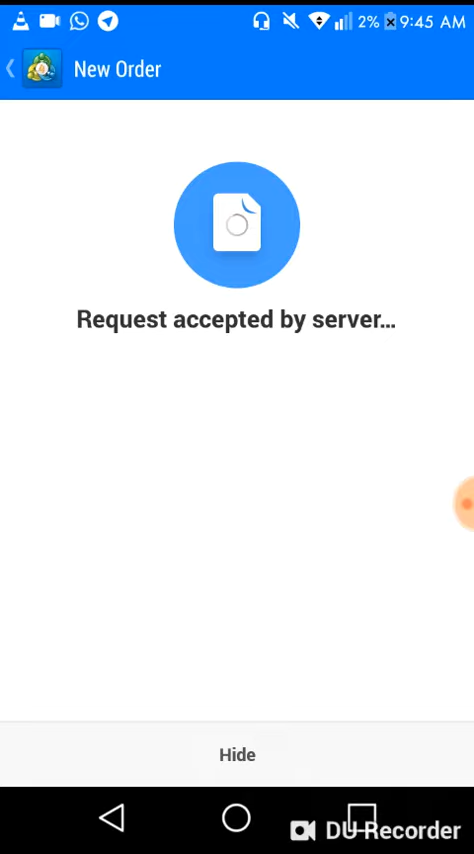 2% 9:45 AM
New Order
Request accepted by server...
Hide
DU Recorder